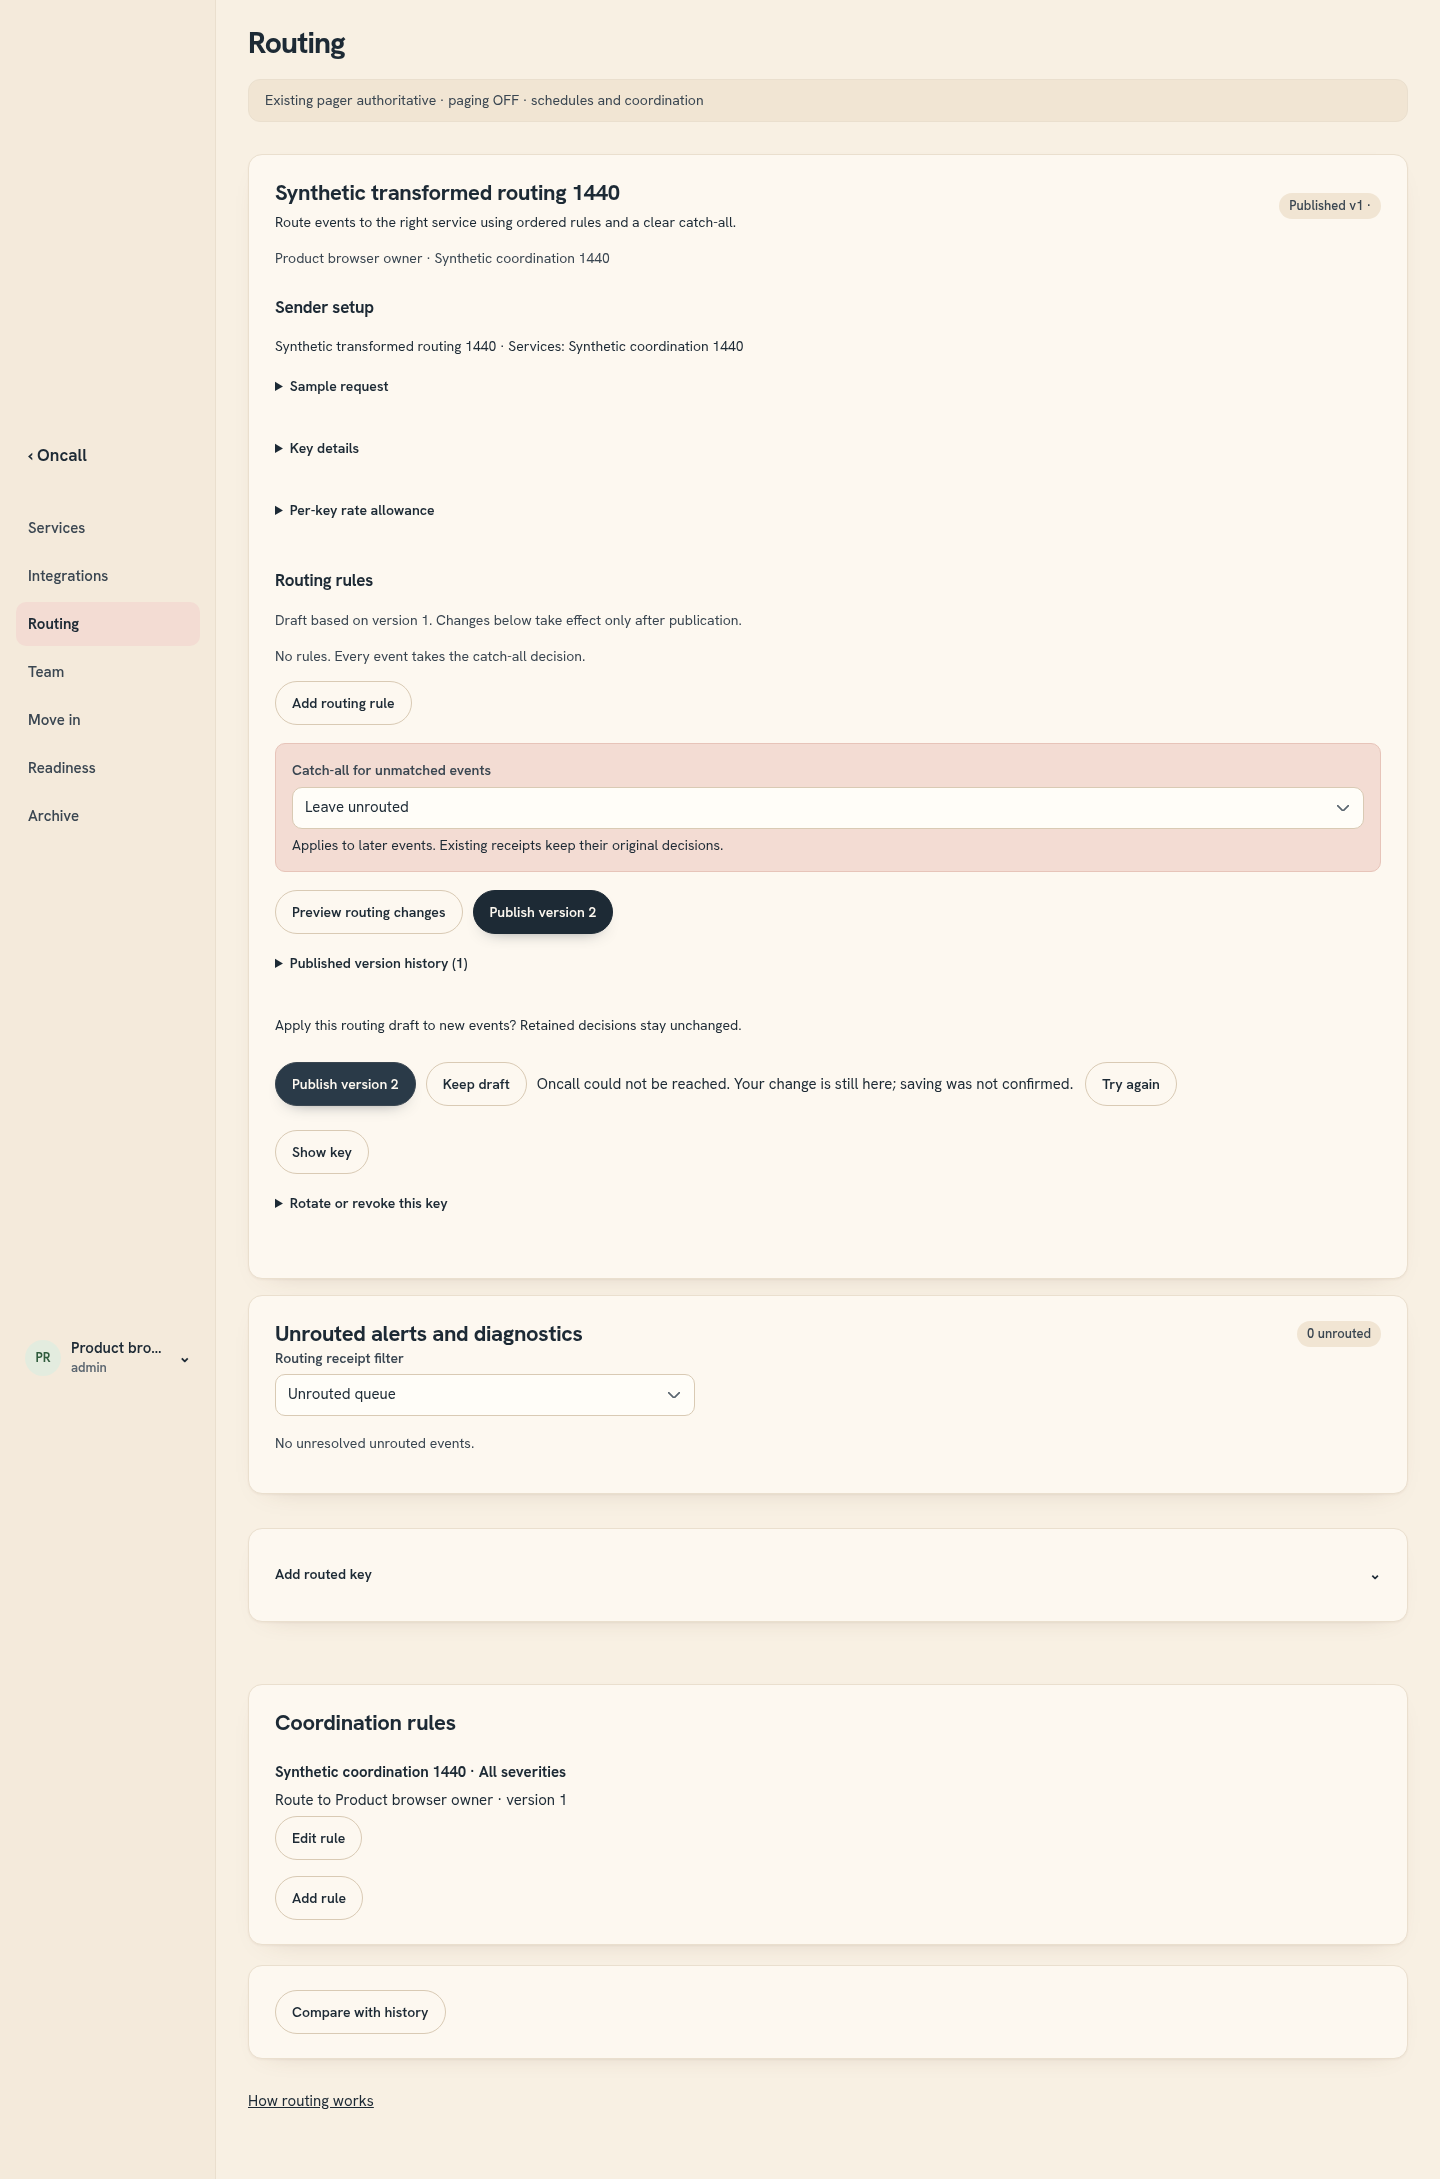 ‹ Oncall
Services
Integrations
Routing
Team
Move in
Readiness
Archive
PR
Product bro...
admin
Routing
Existing pager authoritative · paging OFF · schedules and coordination
Synthetic transformed routing 1440
Published v1 ·
Route events to the right service using ordered rules and a clear catch-all.
Product browser owner · Synthetic coordination 1440
Sender setup
Synthetic transformed routing 1440 · Services: Synthetic coordination 1440
Sample request
Key details
Per-key rate allowance
Routing rules
Draft based on version 1. Changes below take effect only after publication.
No rules. Every event takes the catch-all decision.
Add routing rule
Catch-all for unmatched events
Leave unrouted
Applies to later events. Existing receipts keep their original decisions.
Preview routing changes Publish version 2
Published version history (1)
Apply this routing draft to new events? Retained decisions stay unchanged.
Publish version 2 Keep draft Oncall could not be reached. Your change is still here; saving was not confirmed. Try again
Show key
Rotate or revoke this key
Unrouted alerts and diagnostics
0 unrouted
Routing receipt filter
Unrouted queue
No unresolved unrouted events.
Add routed key
Coordination rules
Synthetic coordination 1440 · All severities
Route to Product browser owner · version 1
Edit rule
Add rule
Compare with history
How routing works